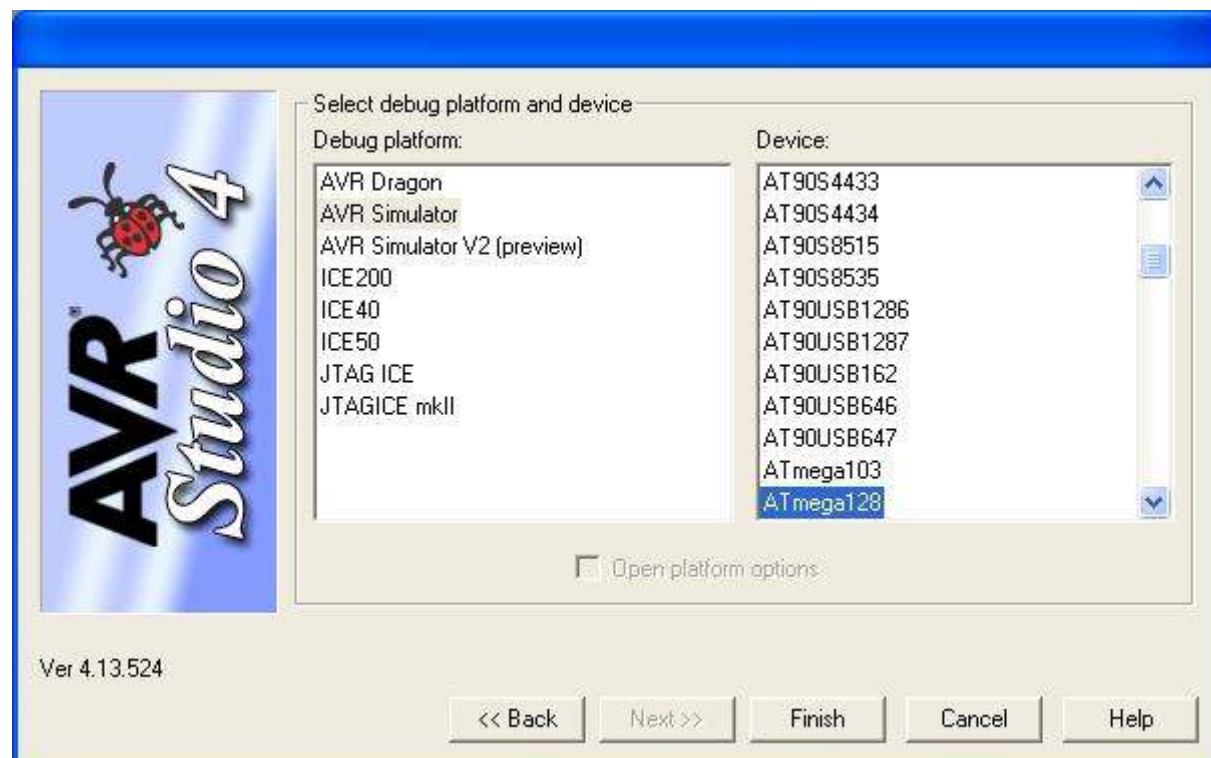 AVR
Studio 4
Select debug platform and device
Debug platform:
AVR Dragon
AVR Simulator
AVR Simulator V2 (preview)
ICE200
ICE40
ICE50
JTAG ICE
JTAGICE mkII
Device:
AT90S4433
AT90S4434
AT90S8515
AT90S8535
AT90USB1286
AT90USB1287
AT90USB162
AT90USB646
AT90USB647
ATmega103
ATmega128
Open platform options
Ver 4.13.524
<< Back
Next >>
Finish
Cancel
Help